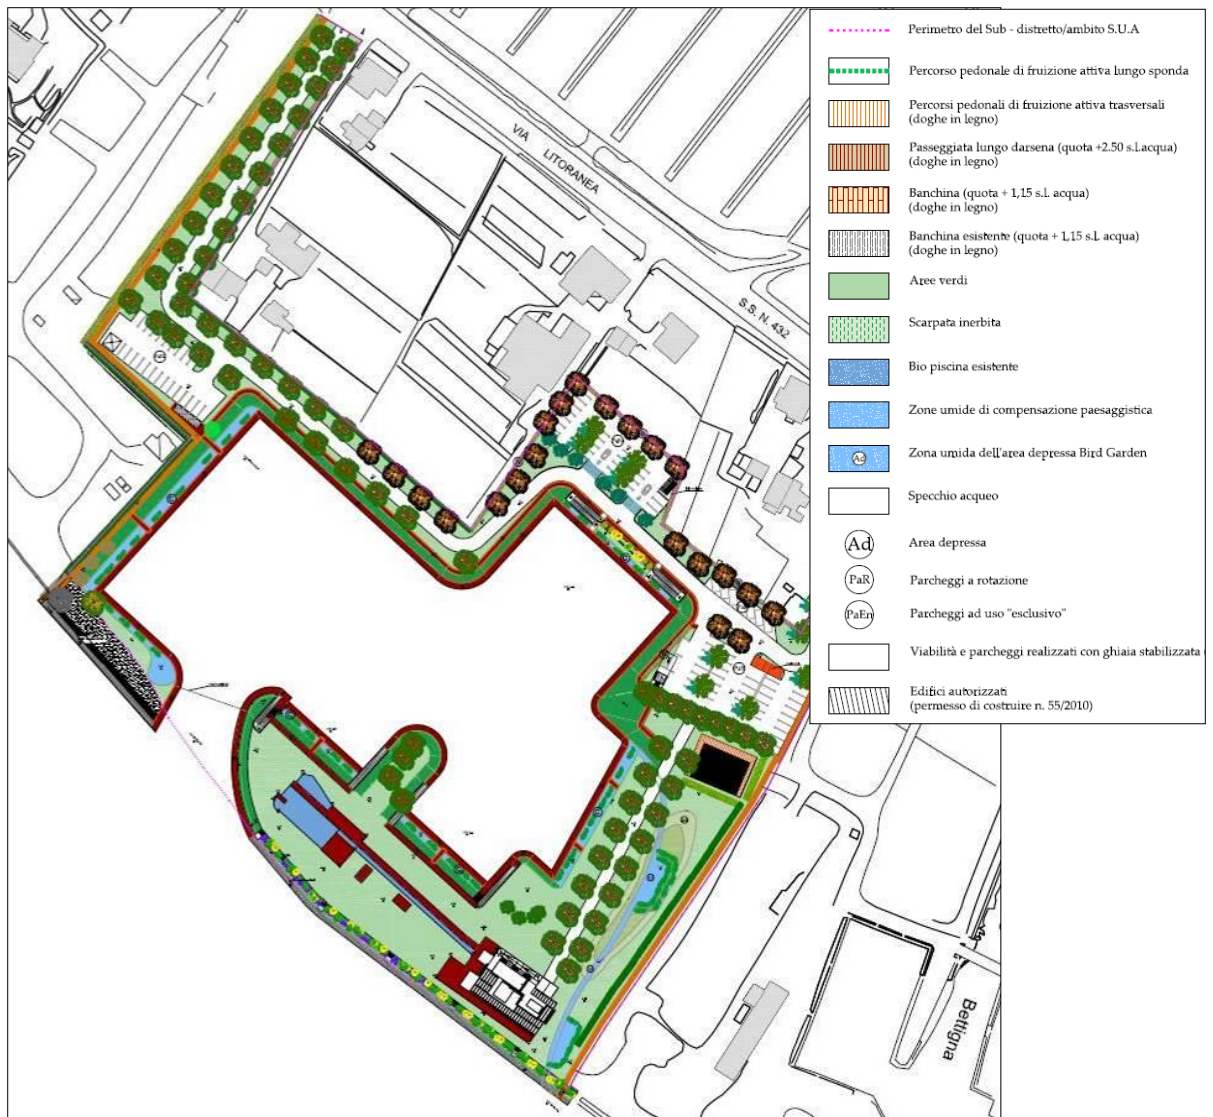 Perimetro del Sub - distretto/ambito S.U.A
Percorso pedonale di fruizione attiva lungo sponda
Percorsi pedonali di fruizione attiva trasversali
(doghe in legno)
Passeggiata lungo darsena (quota +2.50 s.l.acqua)
(doghe in legno)
Banchina (quota + 1,15 s.l. acqua)
(doghe in legno)
Banchina esistente (quota + 1,15 s.l. acqua)
(doghe in legno)
Aree verdi
Scarpata inerbita
Bio piscina esistente
Zone umide di compensazione paesaggistica
Ad
Zona umida dell'area depressa Bird Garden
Specchio acqueo
Ad
Area depressa
PaR
Parcheggi a rotazione
PaEn
Parcheggi ad uso "esclusivo"
Viabilità e parcheggi realizzati con ghiaia stabilizzata
Edifici autorizzati
(permesso di costruire n. 55/2010)
VIA LITORANEA
S.S. N. 432
Bettigna